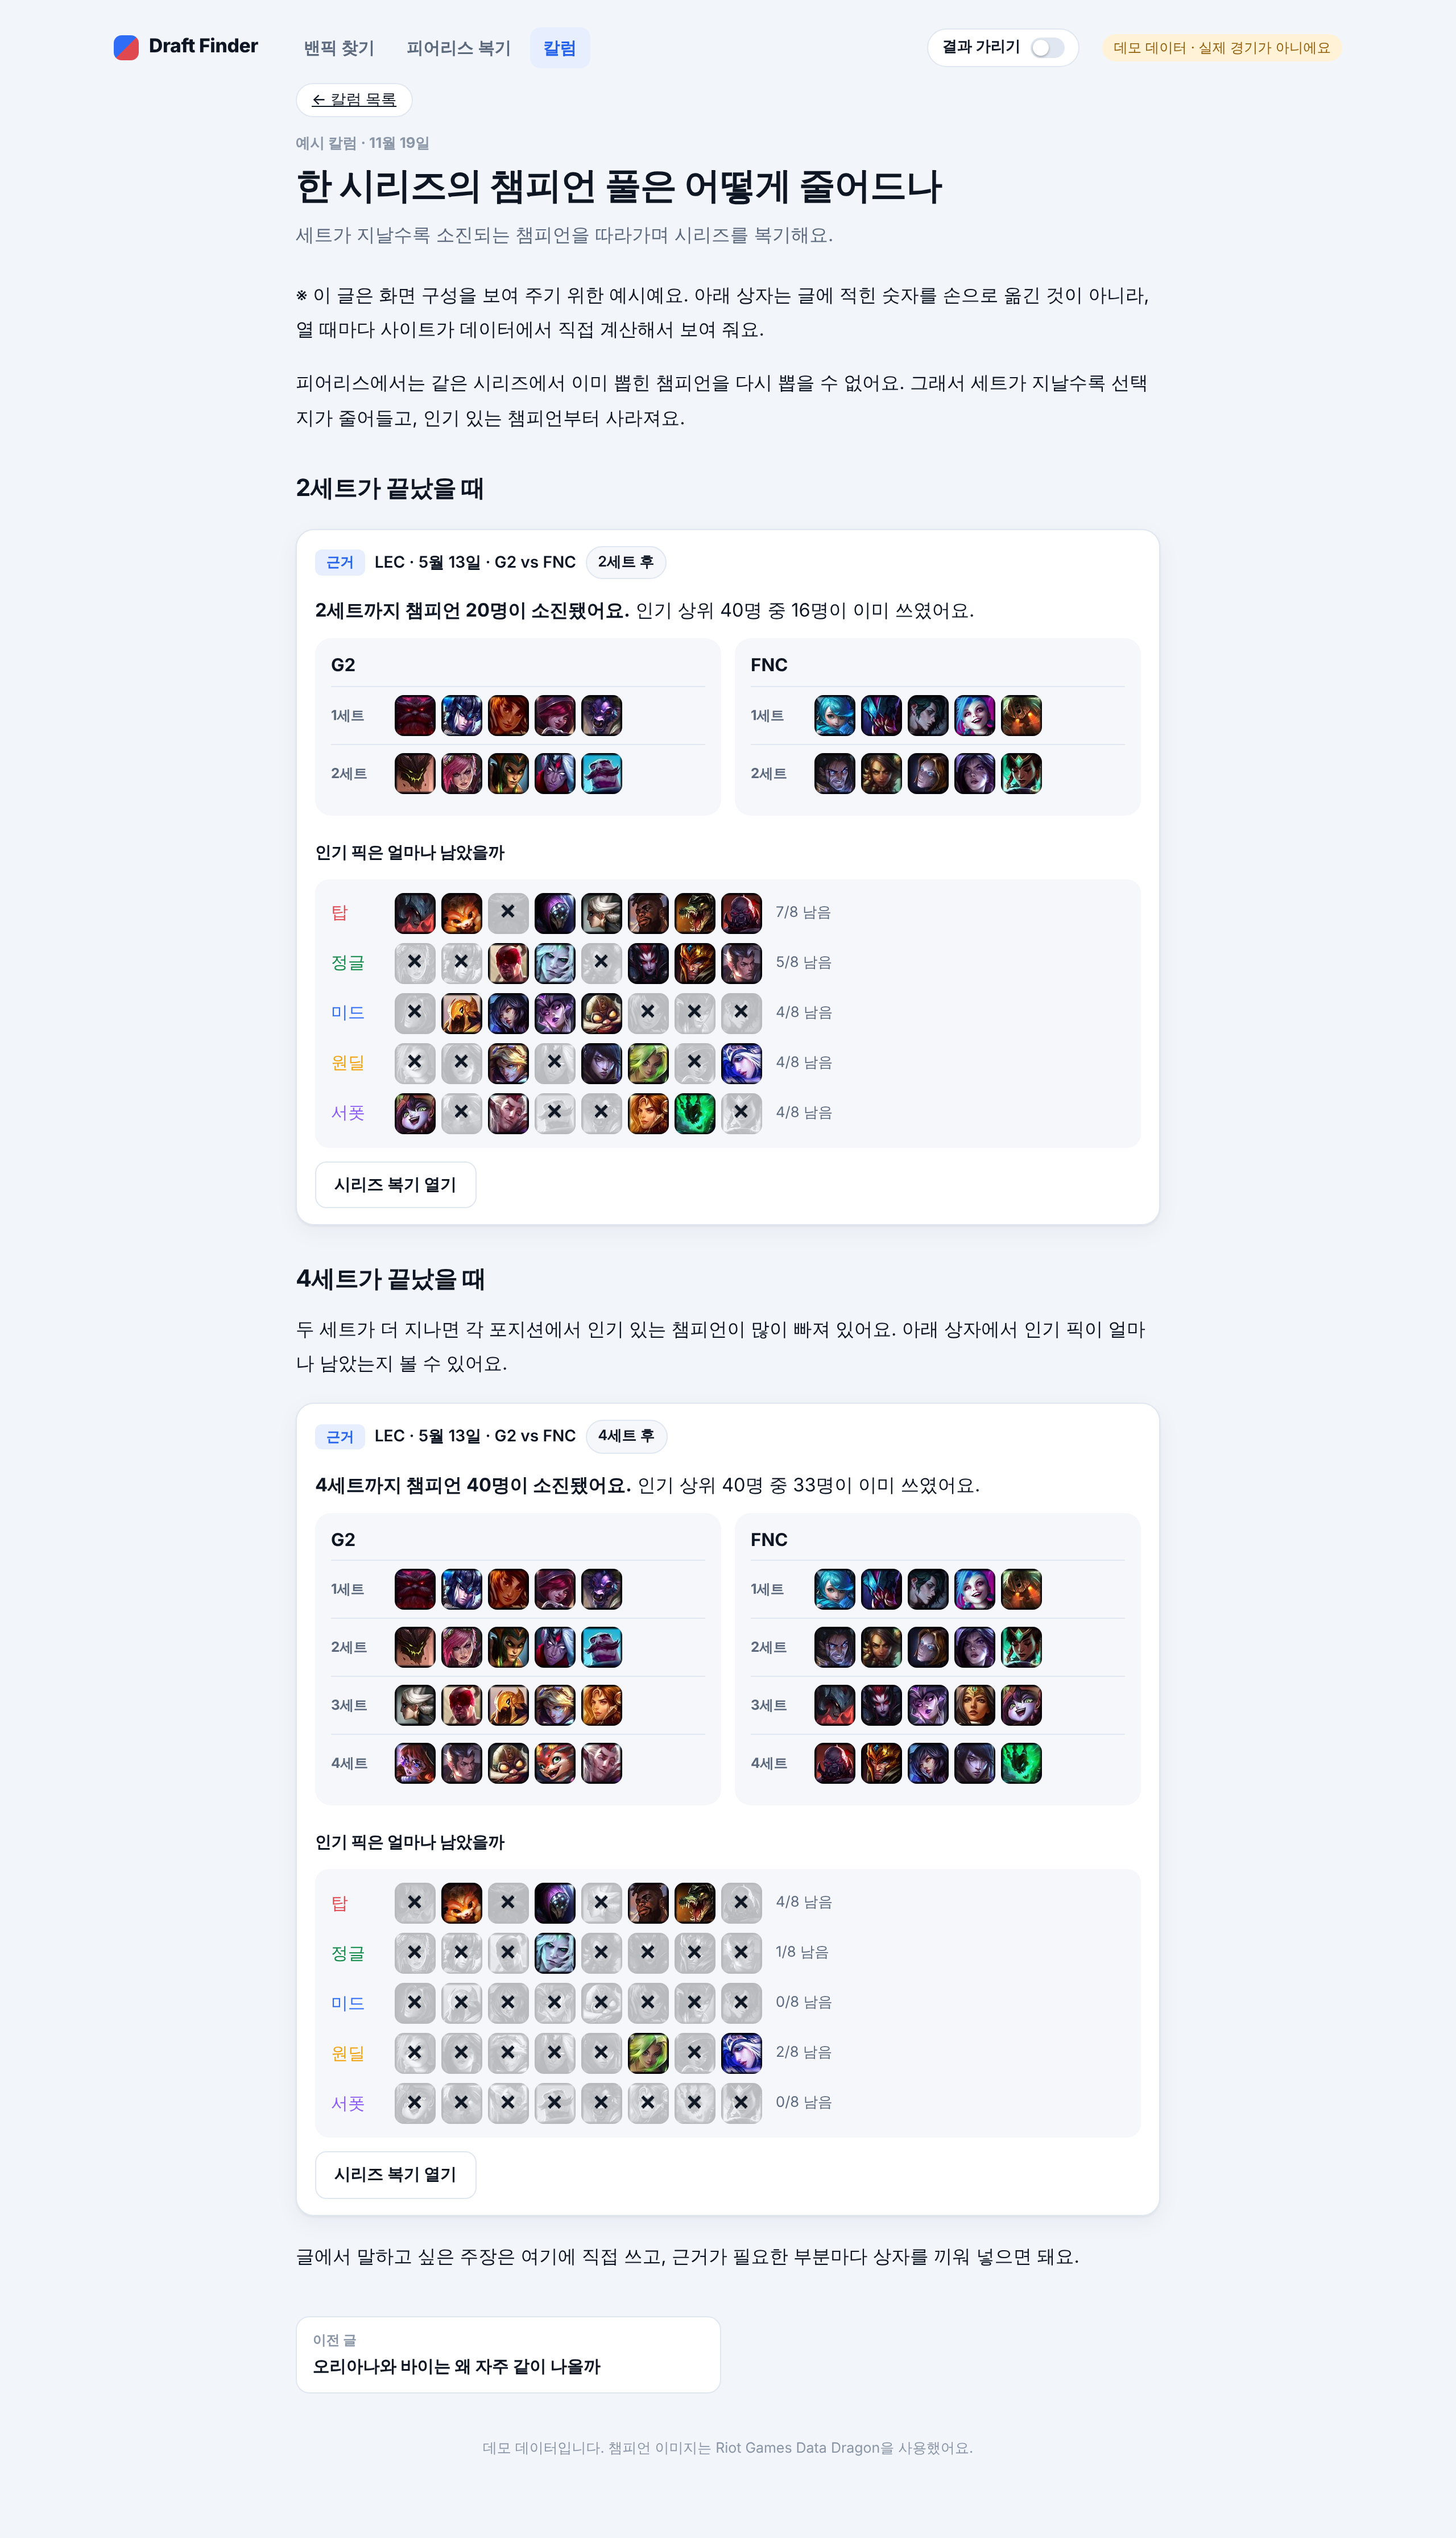 Draft Finder
밴픽 찾기
피어리스 복기
칼럼
결과 가리기
데모 데이터 · 실제 경기가 아니에요
← 칼럼 목록
예시 칼럼 · 11월 19일
한 시리즈의 챔피언 풀은 어떻게 줄어드나
세트가 지날수록 소진되는 챔피언을 따라가며 시리즈를 복기해요.
※ 이 글은 화면 구성을 보여 주기 위한 예시예요. 아래 상자는 글에 적힌 숫자를 손으로 옮긴 것이 아니라,
열 때마다 사이트가 데이터에서 직접 계산해서 보여 줘요.
피어리스에서는 같은 시리즈에서 이미 뽑힌 챔피언을 다시 뽑을 수 없어요. 그래서 세트가 지날수록 선택
지가 줄어들고, 인기 있는 챔피언부터 사라져요.
2세트가 끝났을 때
근거 LEC · 5월 13일 · G2 vs FNC 2세트 후
2세트까지 챔피언 20명이 소진됐어요. 인기 상위 40명 중 16명이 이미 쓰였어요.
G2
1세트
2세트
FNC
1세트
2세트
인기 픽은 얼마나 남았을까
탑 7/8 남음
정글 5/8 남음
미드 4/8 남음
원딜 4/8 남음
서폿 4/8 남음
시리즈 복기 열기
4세트가 끝났을 때
두 세트가 더 지나면 각 포지션에서 인기 있는 챔피언이 많이 빠져 있어요. 아래 상자에서 인기 픽이 얼마
나 남았는지 볼 수 있어요.
근거 LEC · 5월 13일 · G2 vs FNC 4세트 후
4세트까지 챔피언 40명이 소진됐어요. 인기 상위 40명 중 33명이 이미 쓰였어요.
G2
1세트
2세트
3세트
4세트
FNC
1세트
2세트
3세트
4세트
인기 픽은 얼마나 남았을까
탑 4/8 남음
정글 1/8 남음
미드 0/8 남음
원딜 2/8 남음
서폿 0/8 남음
시리즈 복기 열기
글에서 말하고 싶은 주장은 여기에 직접 쓰고, 근거가 필요한 부분마다 상자를 끼워 넣으면 돼요.
이전 글
오리아나와 바이는 왜 자주 같이 나올까
데모 데이터입니다. 챔피언 이미지는 Riot Games Data Dragon을 사용했어요.